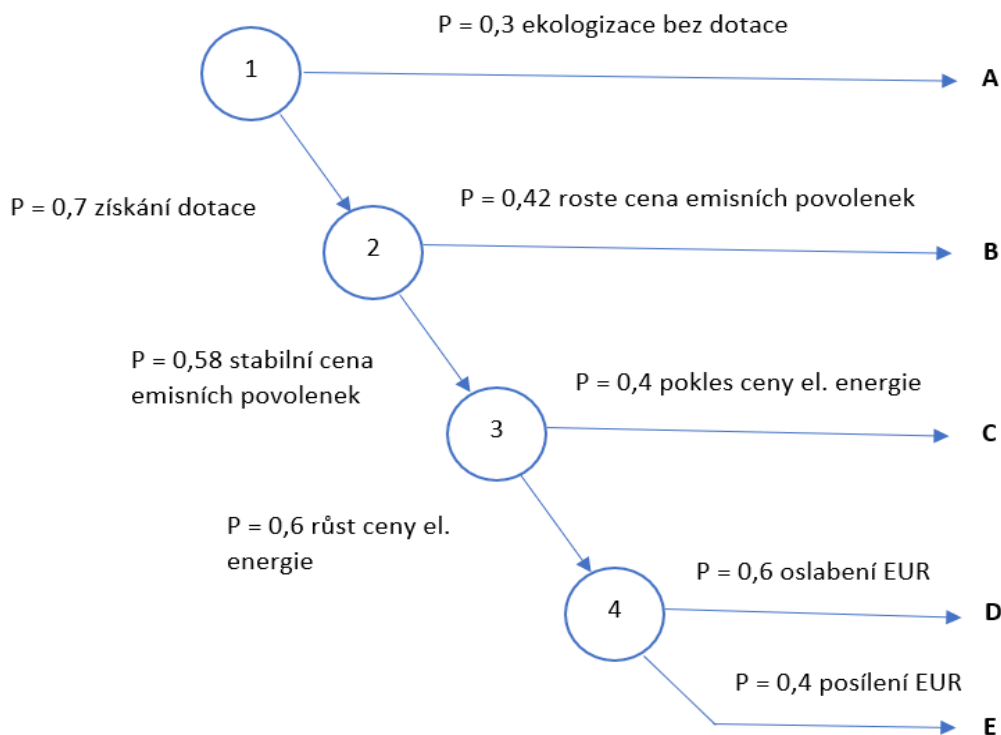 P = 0,3 ekologizace bez dotace
1
A
P = 0,7 získání dotace
P = 0,42 roste cena emisních povolenek
2
B
P = 0,58 stabilní cena
emisních povolenek
P = 0,4 pokles ceny el. energie
3
C
P = 0,6 růst ceny el.
energie
P = 0,6 oslabení EUR
4
D
P = 0,4 posílení EUR
E